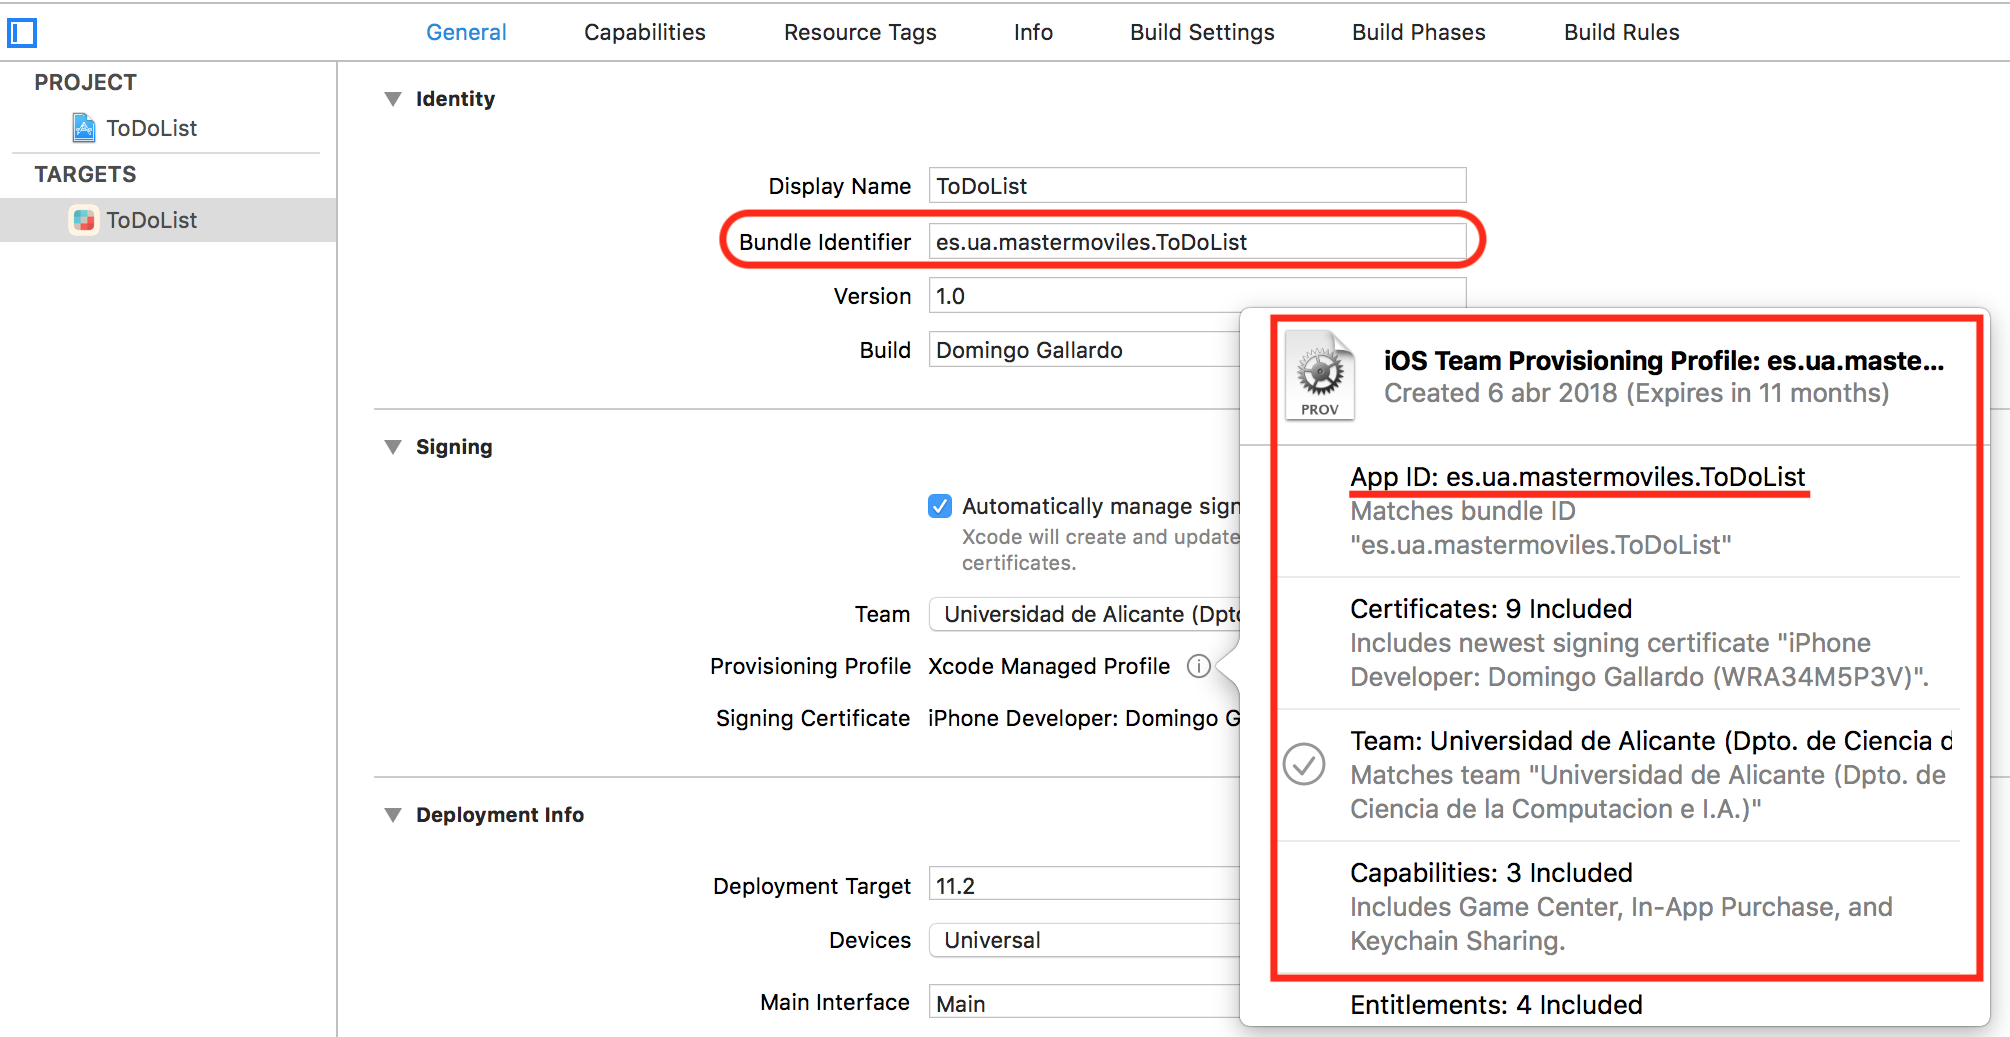 General Capabilities Resource Tags Info Build Settings Build Phases Build Rules
PROJECT
ToDoList
TARGETS
ToDoList
Identity
Display Name ToDoList
Bundle Identifier es.ua.mastermoviles.ToDoList
Version 1.0
Build Domingo Gallardo
Signing
Automatically manage sign
Xcode will create and update
certificates.
Team Universidad de Alicante (Dpto
Provisioning Profile Xcode Managed Profile
Signing Certificate iPhone Developer: Domingo G
Deployment Info
Deployment Target 11.2
Devices Universal
Main Interface Main
PROV
iOS Team Provisioning Profile: es.ua.maste...
Created 6 abr 2018 (Expires in 11 months)
App ID: es.ua.mastermoviles.ToDoList
Matches bundle ID
"es.ua.mastermoviles.ToDoList"
Certificates: 9 Included
Includes newest signing certificate "iPhone
Developer: Domingo Gallardo (WRA34M5P3V)".
Team: Universidad de Alicante (Dpto. de Ciencia d
Matches team "Universidad de Alicante (Dpto. de
Ciencia de la Computacion e I.A.)"
Capabilities: 3 Included
Includes Game Center, In-App Purchase, and
Keychain Sharing.
Entitlements: 4 Included